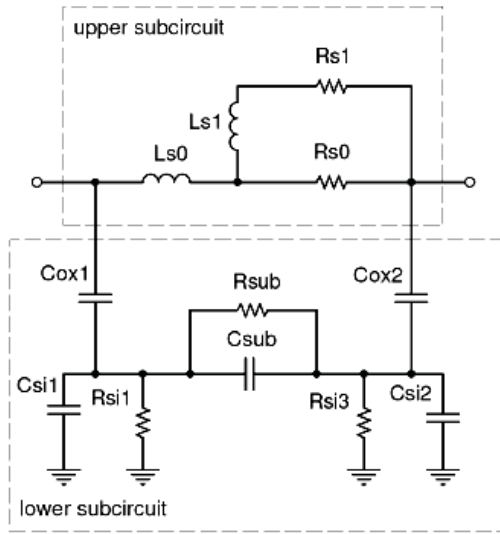 upper subcircuit
Rs1
Ls1
Ls0
Rs0
Cox1
Cox2
Rsub
Csub
Csi1
Rsi1
Rsi3
Csi2
lower subcircuit